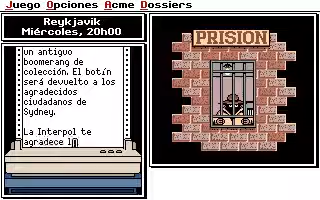 Juego Opciones Acme Dossiers
Reykjavik
Miércoles, 20h00
un antiguo
boomerang de
colección. El botín
será devuelto a los
agradecidos
ciudadanos de
Sydney.
La Interpol te
agradece l
PRISION